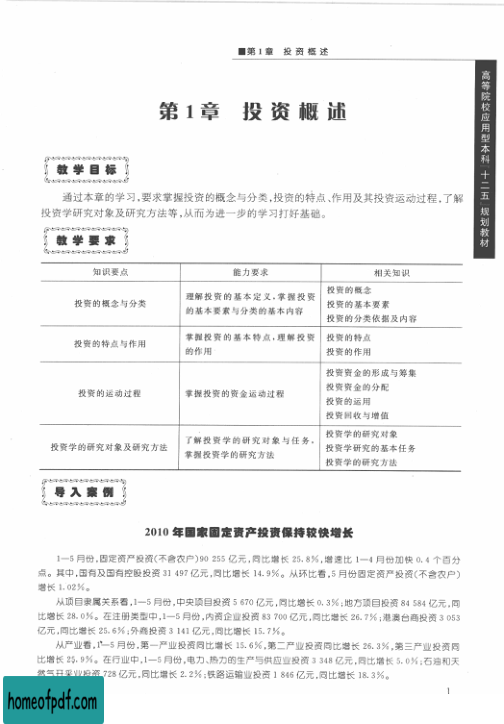 ■第1章 投资概述
第1章 投资概述
教学目标
通过本章的学习,要求掌握投资的概念与分类,投资的特点、作用及其投资运动过程,了解
投资学研究对象及研究方法等,从而为进一步的学习打好基础。
教学要求
知识要点 能力要求 相关知识
投资的概念与分类
理解投资的基本定义,掌握投资
的基本要素与分类的基本内容
投资的概念
投资的基本要素
投资的分类依据及内容
投资的特点与作用
掌握投资的基本特点,理解投资
的作用
投资的特点
投资的作用
投资的运动过程
掌握投资的资金运动过程
投资资金的形成与筹集
投资资金的分配
投资的运用
投资回收与增值
投资学的研究对象及研究方法
了解投资学的研究对象与任务,
掌握投资学的研究方法
投资学的研究对象
投资学研究的基本任务
投资学的研究方法
导入案例
2010年国家固定资产投资保持较快增长
1—5月份,固定资产投资(不含农户)90 255亿元,同比增长25.8%,增速比1—4月份加快0.4个百分
点。其中,国有及国有控股投资31 497亿元,同比增长14.9%。从环比看,5月份固定资产投资(不含农户)
增长1.02%。
从项目隶属关系看,1—5月份,中央项目投资5 670亿元,同比增长0.3%;地方项目投资84 584亿元,同
比增长28.0%。在注册类型中,1—5月份,内资企业投资83 700亿元,同比增长26.7%;港澳台商投资3 053
亿元,同比增长25.6%;外商投资3 141亿元,同比增长15.7%。
从产业看,1—5月份,第一产业投资同比增长15.6%,第二产业投资同比增长26.3%,第三产业投资同
比增长25.9%。在行业中,1—5月份,电力、热力的生产与供应业投资3 348亿元,同比增长5.0%;石油和天
然气开采业投资728亿元,同比增长2.2%;铁路运输业投资1 846亿元,同比增长18.3%。
1
高等院校应用型本科“十二五”规划教材
homeofpdf.com